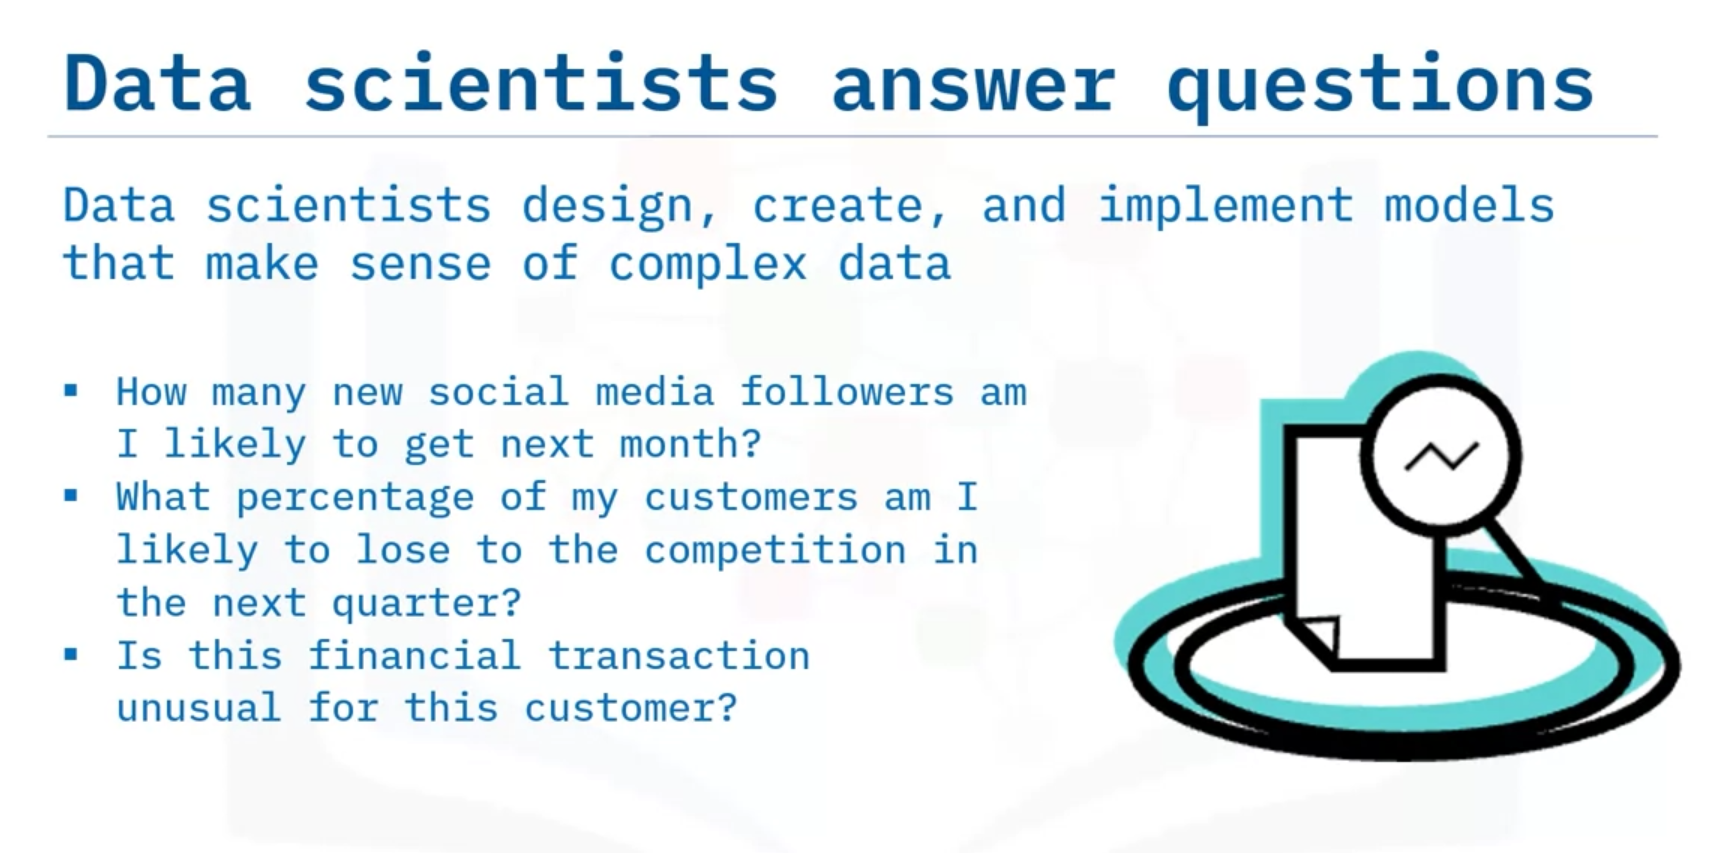 Data scientists answer questions
Data scientists design, create, and implement models
that make sense of complex data
▪ How many new social media followers am
I likely to get next month?
▪ What percentage of my customers am I
likely to lose to the competition in
the next quarter?
▪ Is this financial transaction
unusual for this customer?